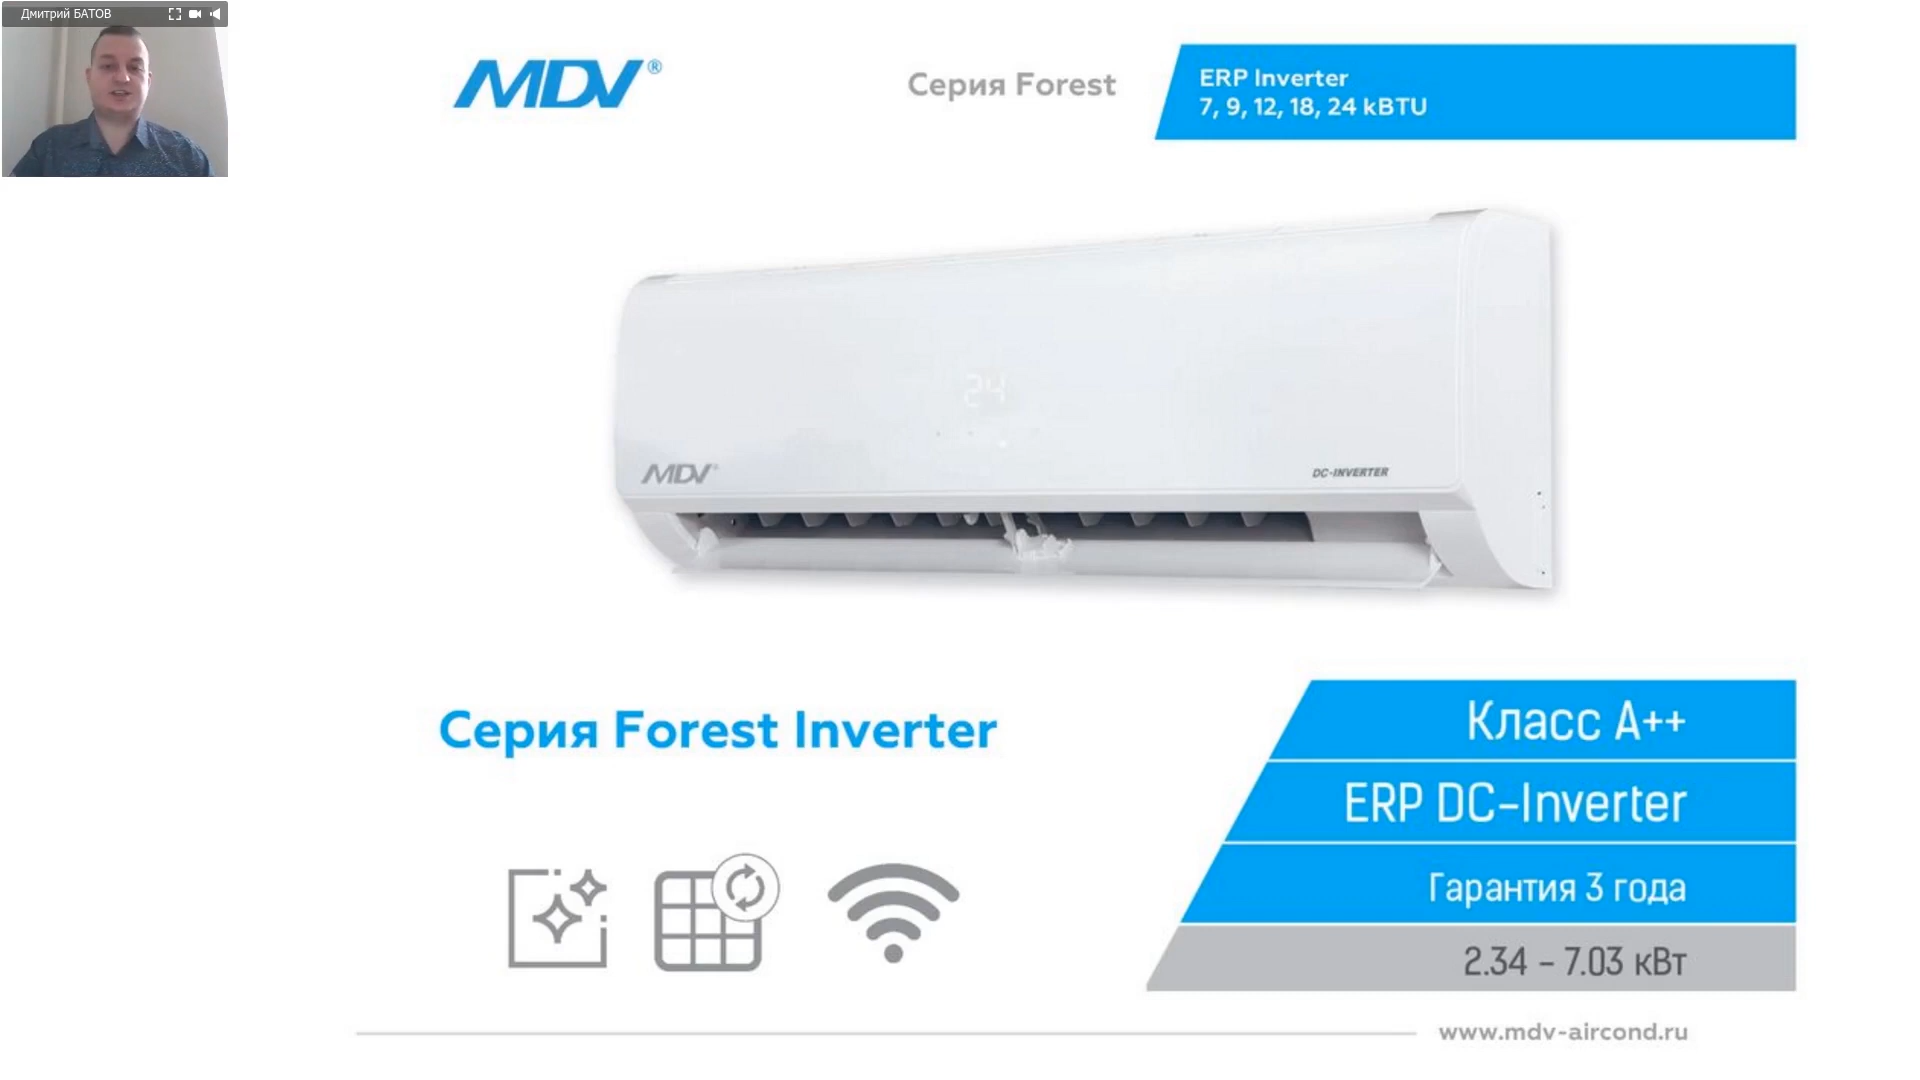 Дмитрий БАТОВ
MDV®
Серия Forest
ERP Inverter
7, 9, 12, 18, 24 kBTU
24
MDV®
DC-INVERTER
Серия Forest Inverter
Класс A++
ERP DC-Inverter
Гарантия 3 года
2.34 – 7.03 кВт
www.mdv-aircond.ru